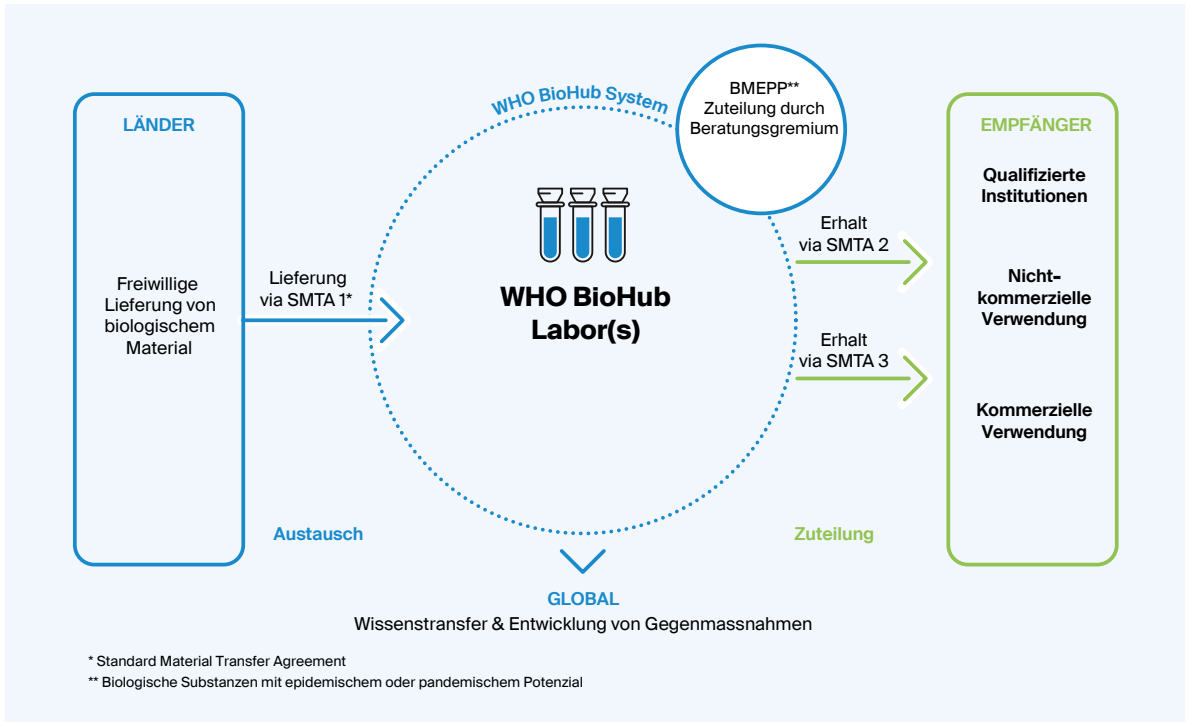 LÄNDER
Freiwillige
Lieferung von
biologischem
Material
Lieferung
via SMTA 1*
WHO BioHub System
BMEPP**
Zuteilung durch
Beratungsgremium
WHO BioHub
Labor(s)
Erhalt
via SMTA 2
Erhalt
via SMTA 3
EMPFÄNGER
Qualifizierte
Institutionen
Nicht-
kommerzielle
Verwendung
Kommerzielle
Verwendung
Austausch
Zuteilung
GLOBAL
Wissenstransfer & Entwicklung von Gegenmassnahmen
* Standard Material Transfer Agreement
** Biologische Substanzen mit epidemischem oder pandemischem Potenzial